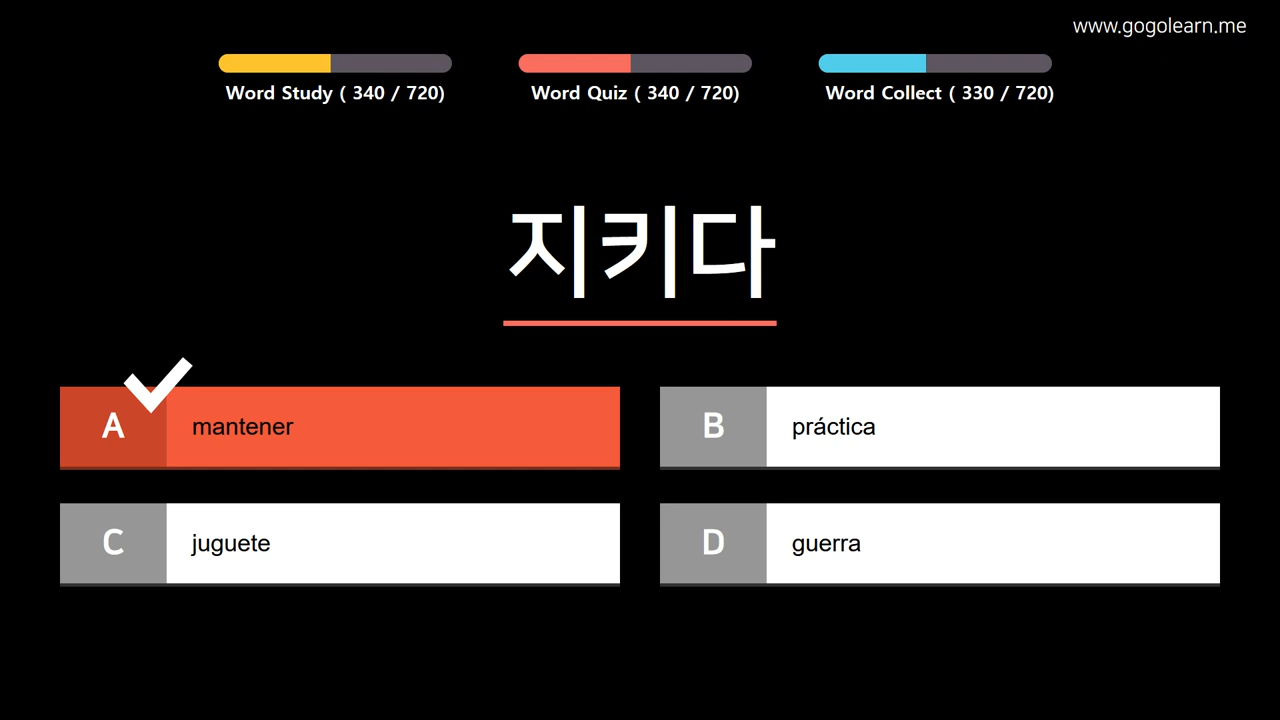 www.gogolearn.me
Word Study ( 340 / 720)
Word Quiz ( 340 / 720)
Word Collect ( 330 / 720)
지키다
A mantener
B práctica
C juguete
D guerra